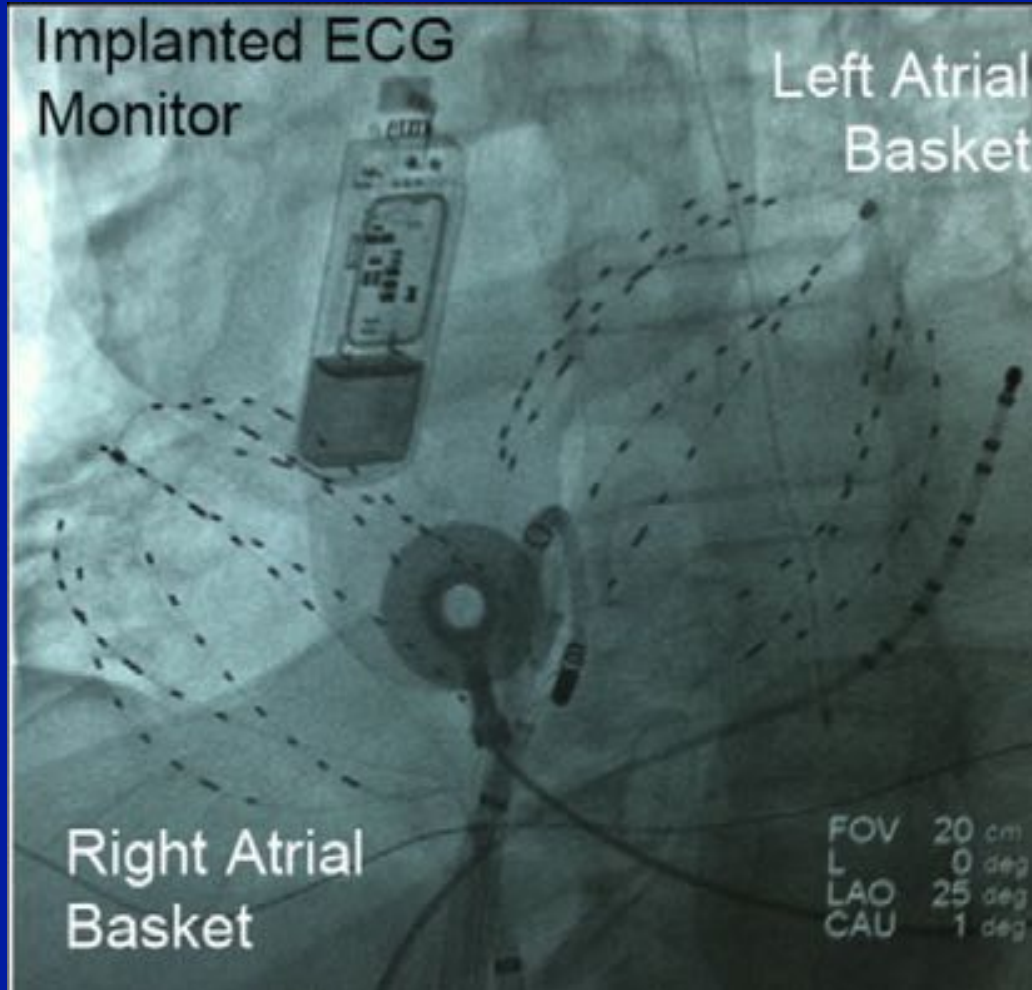 Implanted ECG
Monitor
Left Atrial
Basket
Right Atrial
Basket
FOV 20 cm
L 0 deg
LAO 25 deg
CAU 1 deg